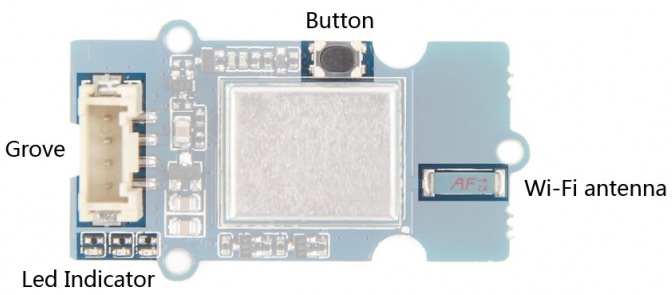 Button
Grove
AF
Wi-Fi antenna
Led Indicator